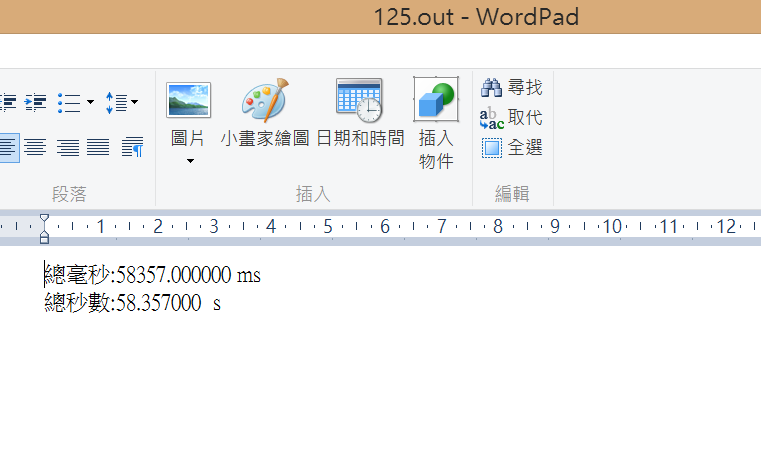 125.out - WordPad
圖片
小畫家繪圖
日期和時間
插入
物件
尋找
取代
全選
段落
插入
編輯
1 2 3 4 5 6 7 8 9 10 11 12
總毫秒:58357.000000 ms
總秒數:58.357000 s